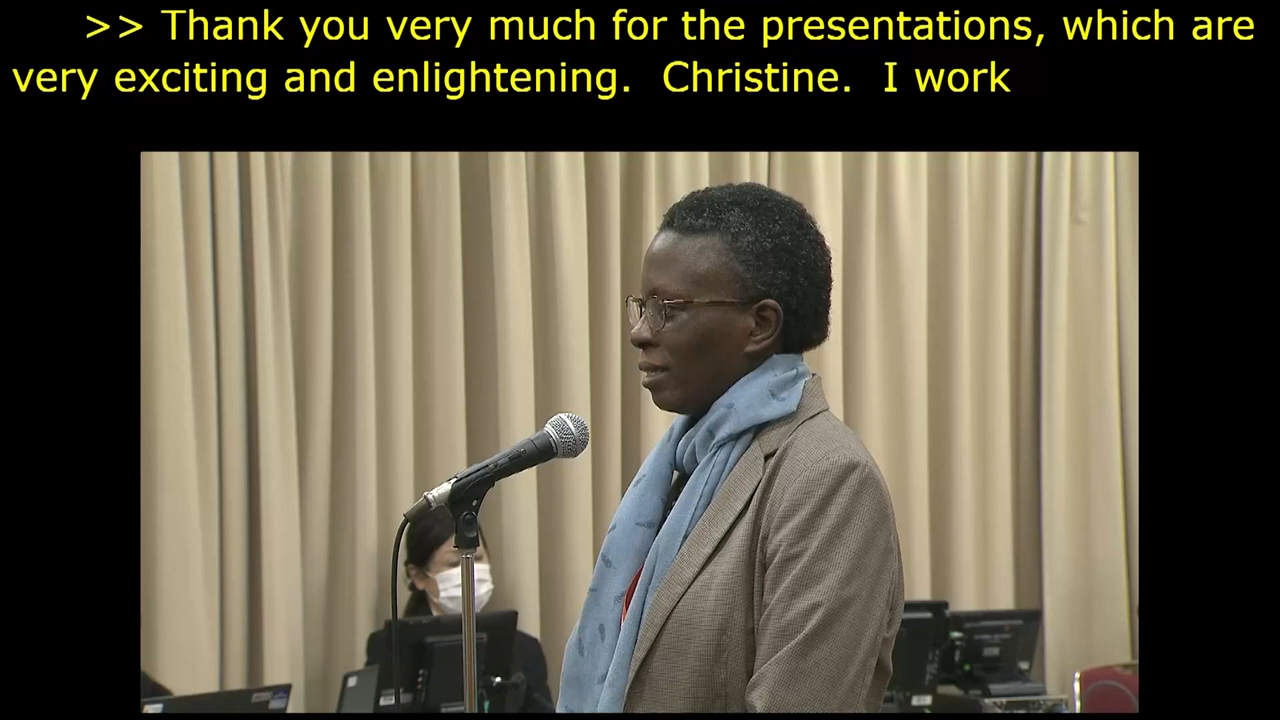 >> Thank you very much for the presentations, which are
very exciting and enlightening.  Christine.  I work